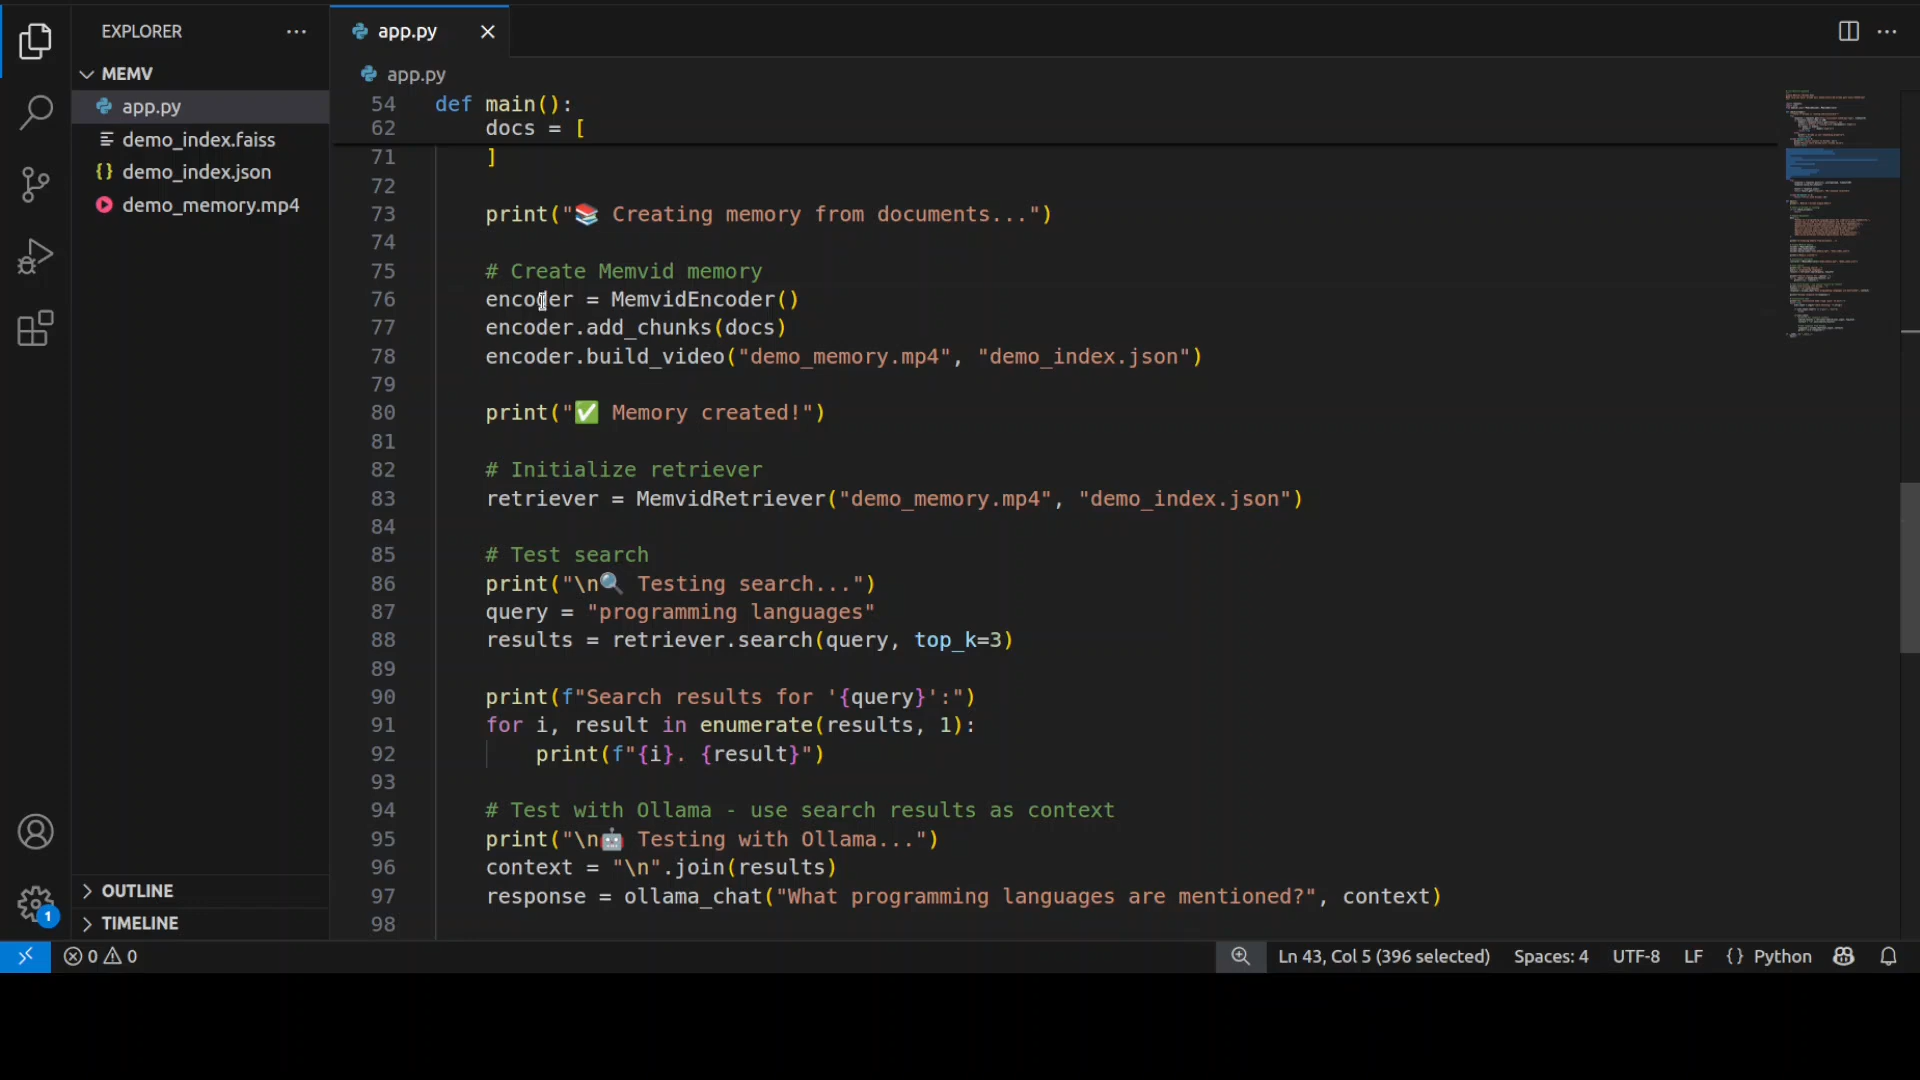 EXPLORER
app.py
MEMV
app.py
app.py
demo_index.faiss
demo_index.json
demo_memory.mp4
54 def main():
62 docs = [
71 ]
72
73 print("📚 Creating memory from documents...")
74
75 # Create Memvid memory
76 encoder = MemvidEncoder()
77 encoder.add_chunks(docs)
78 encoder.build_video("demo_memory.mp4", "demo_index.json")
79
80 print("✅ Memory created!")
81
82 # Initialize retriever
83 retriever = MemvidRetriever("demo_memory.mp4", "demo_index.json")
84
85 # Test search
86 print("\n🔍 Testing search...")
87 query = "programming languages"
88 results = retriever.search(query, top_k=3)
89
90 print(f"Search results for '{query}':")
91 for i, result in enumerate(results, 1):
92 print(f"{i}. {result}")
93
94 # Test with Ollama - use search results as context
95 print("\n🤖 Testing with Ollama...")
96 context = "\n".join(results)
97 response = ollama_chat("What programming languages are mentioned?", context)
98
OUTLINE
TIMELINE
1
0 0
Ln 43, Col 5 (396 selected)
Spaces: 4
UTF-8
LF
{ } Python